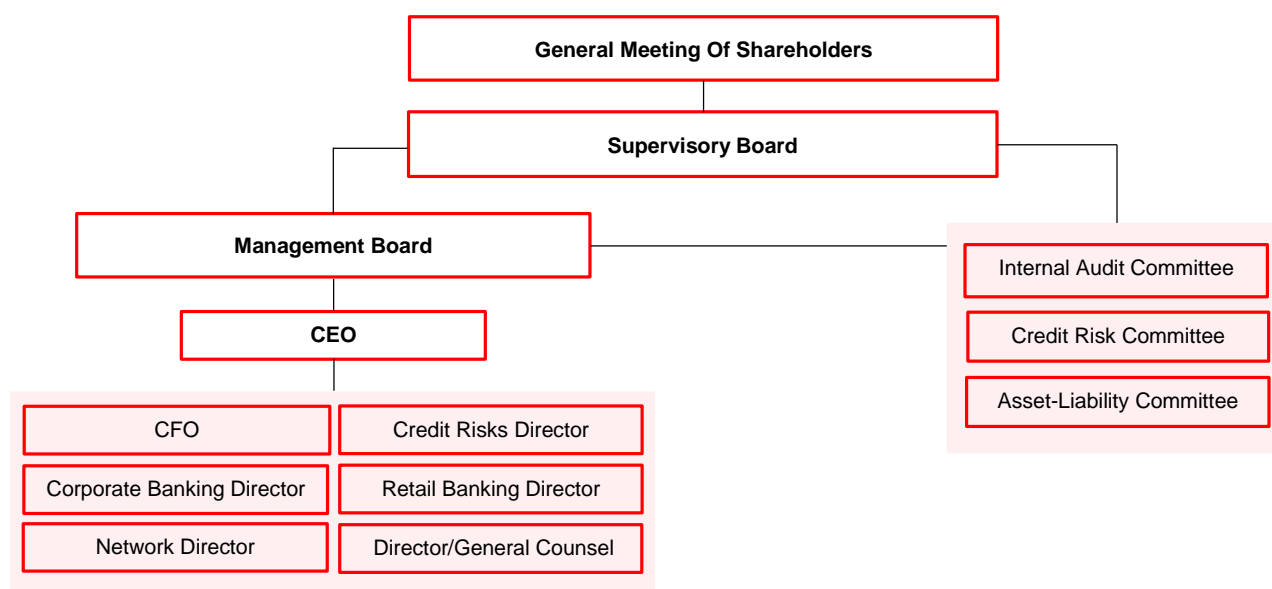 General Meeting Of Shareholders
Supervisory Board
Management Board
Internal Audit Committee
CEO
Credit Risk Committee
Asset-Liability Committee
CFO
Credit Risks Director
Corporate Banking Director
Retail Banking Director
Network Director
Director/General Counsel